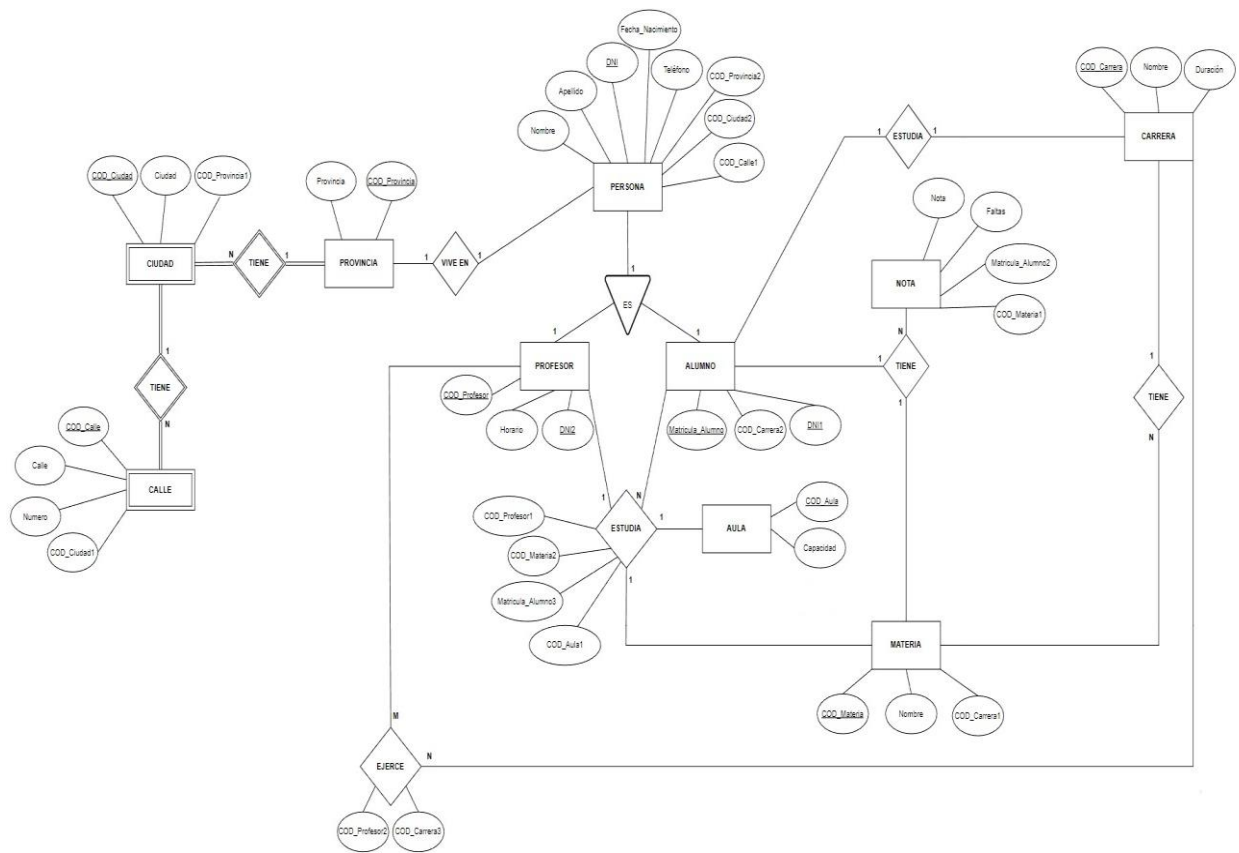 Fecha_Nacimiento
DNI
Teléfono
COD_Provincia2
Apellido
COD_Ciudad2
Nombre
COD_Calle1
PERSONA
COD_Carrera
Nombre
Duración
CARRERA
1
ESTUDIA
1
COD_Ciudad
Ciudad
COD_Provincia1
Provincia
COD_Provincia
CIUDAD
N
TIENE
1
PROVINCIA
1
VIVE EN
1
Nota
Faltas
Matricula_Alumno2
COD_Materia1
NOTA
1
ES
1
1
PROFESOR
ALUMNO
COD_Profesor
Horario
DNI2
Matricula_Alumno
COD_Carrera2
DNI1
N
1
TIENE
1
1
TIENE
N
1
TIENE
N
COD_Calle
Calle
Numero
COD_Ciudad1
CALLE
1
N
ESTUDIA
1
1
COD_Profesor1
COD_Materia2
Matricula_Alumno3
COD_Aula1
AULA
COD_Aula
Capacidad
MATERIA
COD_Materia
Nombre
COD_Carrera1
M
EJERCE
N
COD_Profesor2
COD_Carrera3